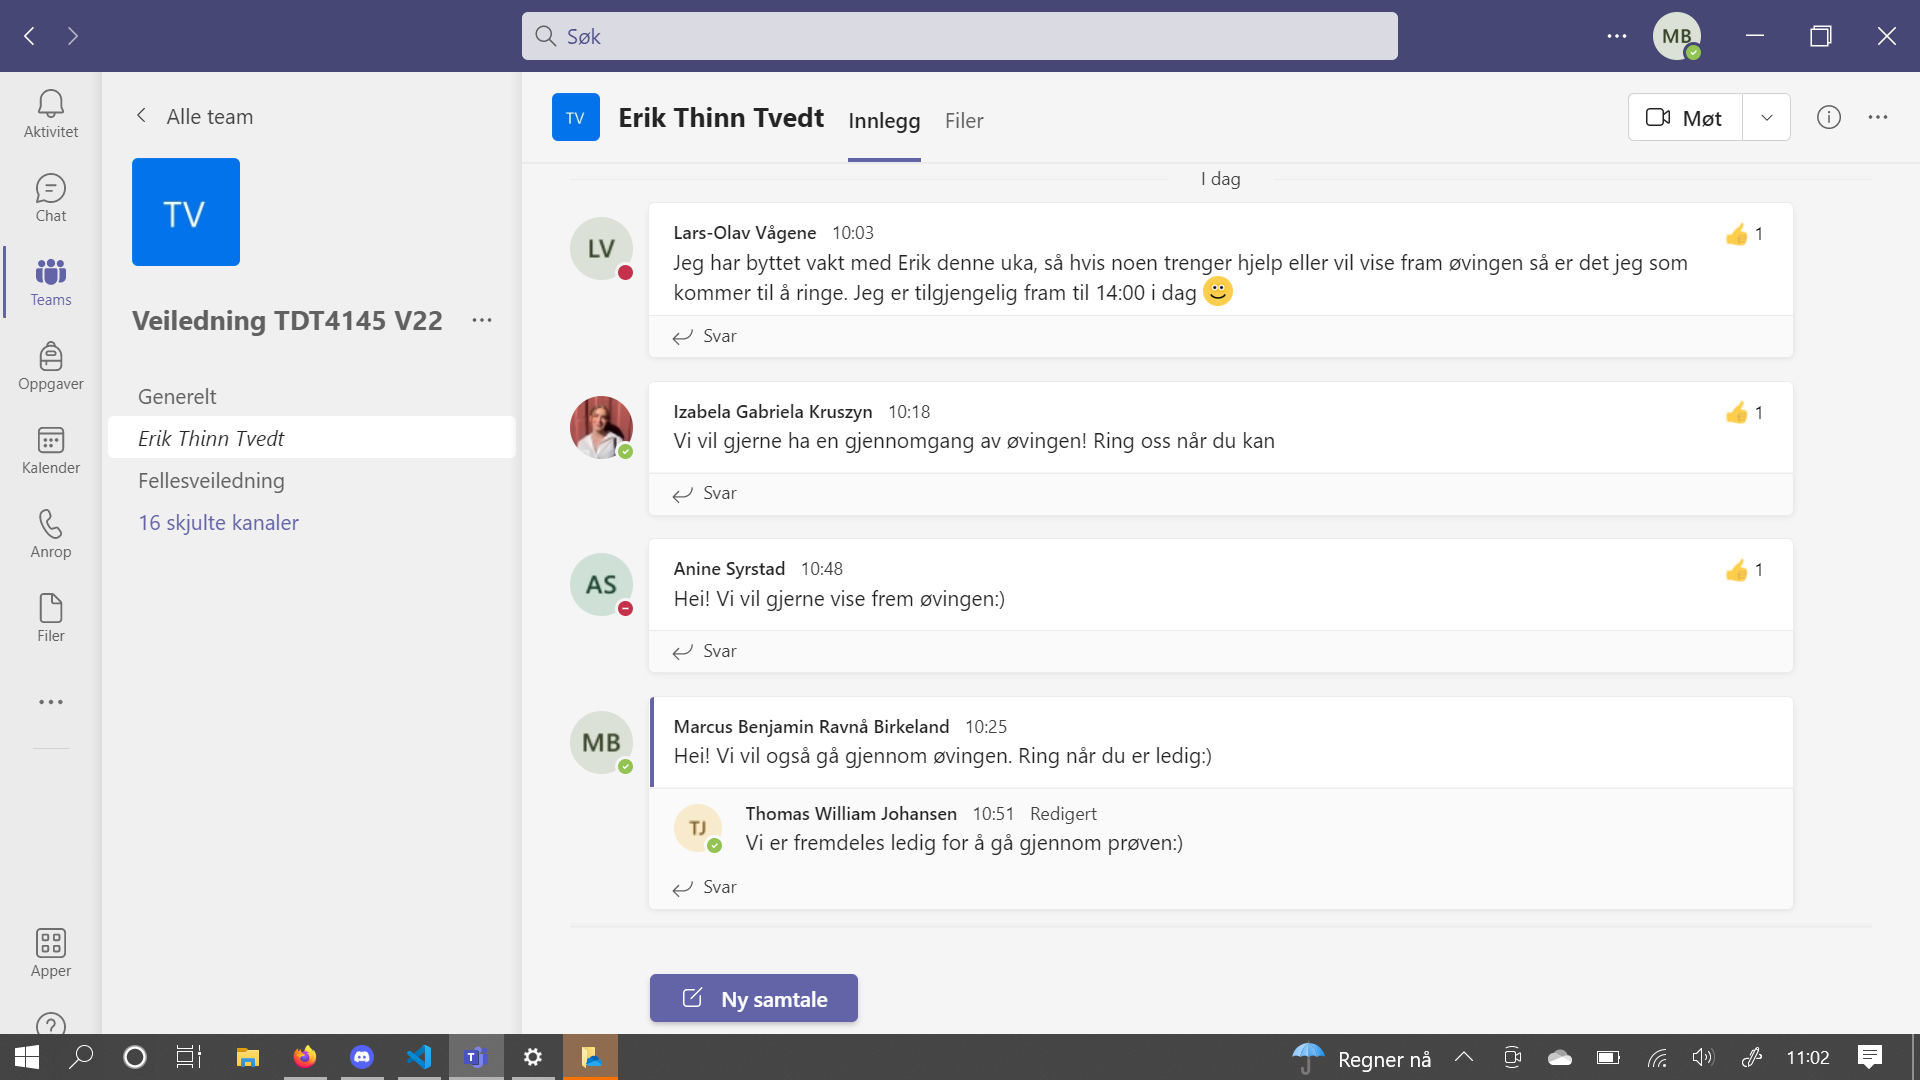 Søk
MB
Aktivitet
Chat
Teams
Oppgaver
Kalender
Anrop
Filer
Apper
Alle team
TV
Veiledning TDT4145 V22
Generelt
Erik Thinn Tvedt
Fellesveiledning
16 skjulte kanaler
TV
Erik Thinn Tvedt
Innlegg
Filer
Møt
I dag
LV
Lars-Olav Vågene 10:03
1
Jeg har byttet vakt med Erik denne uka, så hvis noen trenger hjelp eller vil vise fram øvingen så er det jeg som
kommer til å ringe. Jeg er tilgjengelig fram til 14:00 i dag
Svar
Izabela Gabriela Kruszyn 10:18
1
Vi vil gjerne ha en gjennomgang av øvingen! Ring oss når du kan
Svar
AS
Anine Syrstad 10:48
1
Hei! Vi vil gjerne vise frem øvingen:)
Svar
MB
Marcus Benjamin Ravnå Birkeland 10:25
Hei! Vi vil også gå gjennom øvingen. Ring når du er ledig:)
TJ
Thomas William Johansen 10:51 Redigert
Vi er fremdeles ledig for å gå gjennom prøven:)
Svar
Ny samtale
Regner nå
11:02